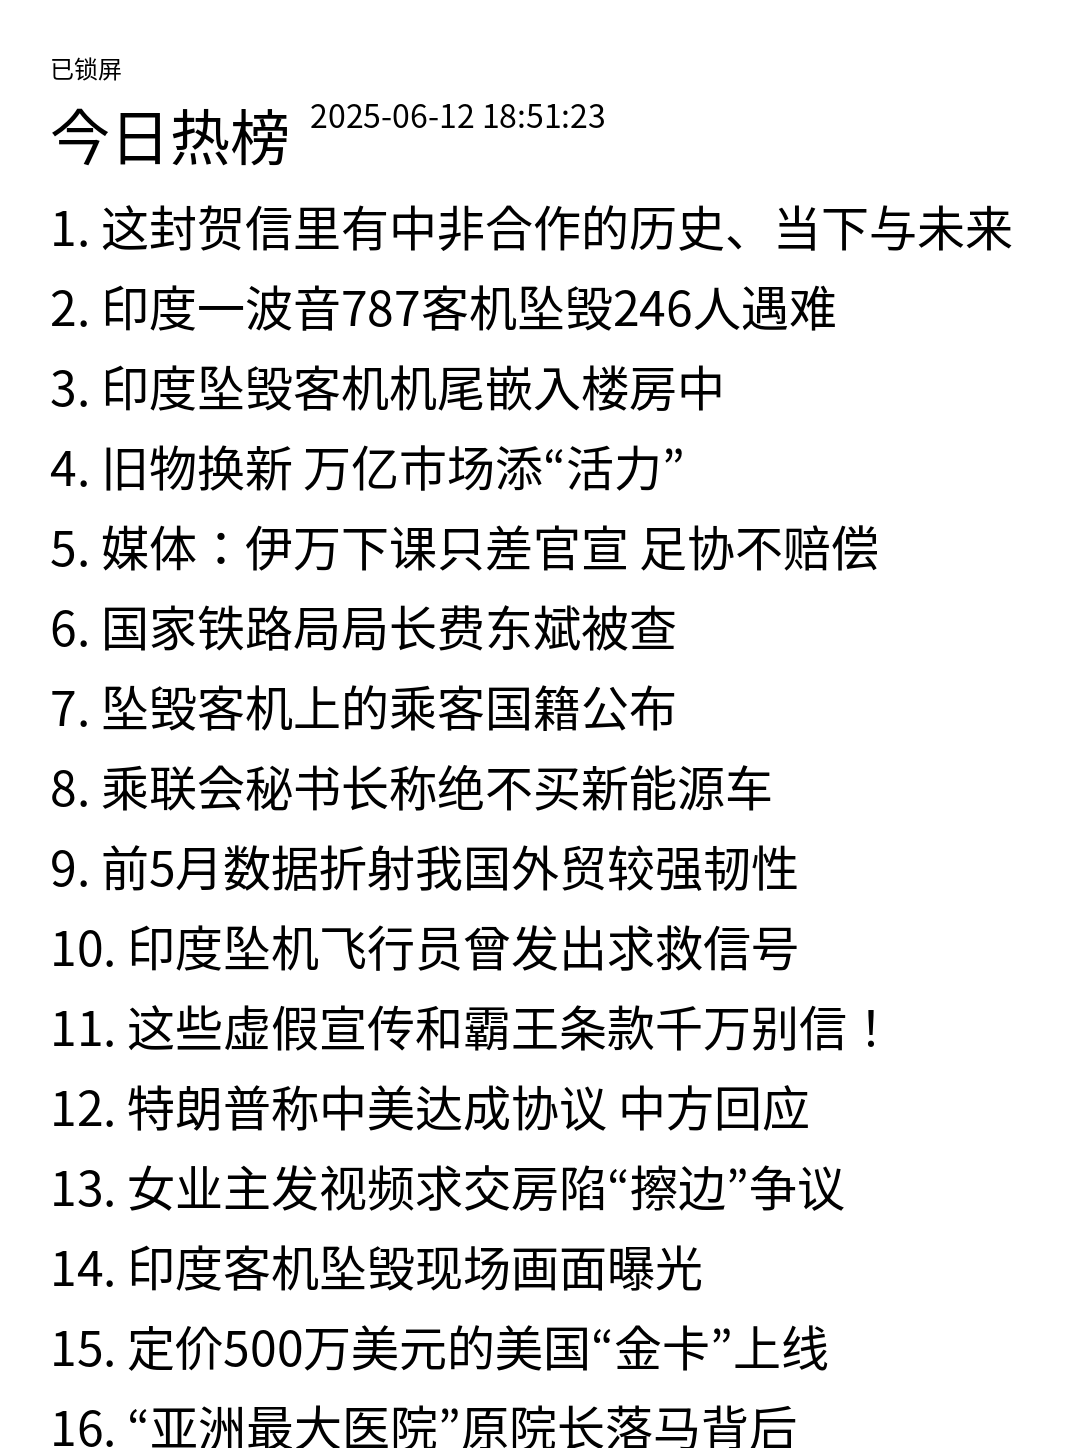 已锁屏
今日热榜 2025-06-12 18:51:23
1. 这封贺信里有中非合作的历史、当下与未来
2. 印度一波音787客机坠毁246人遇难
3. 印度坠毁客机机尾嵌入楼房中
4. 旧物换新 万亿市场添“活力”
5. 媒体：伊万下课只差官宣 足协不赔偿
6. 国家铁路局局长费东斌被查
7. 坠毁客机上的乘客国籍公布
8. 乘联会秘书长称绝不买新能源车
9. 前5月数据折射我国外贸较强韧性
10. 印度坠机飞行员曾发出求救信号
11. 这些虚假宣传和霸王条款千万别信！
12. 特朗普称中美达成协议 中方回应
13. 女业主发视频求交房陷“擦边”争议
14. 印度客机坠毁现场画面曝光
15. 定价500万美元的美国“金卡”上线
16. “亚洲最大医院”原院长落马背后